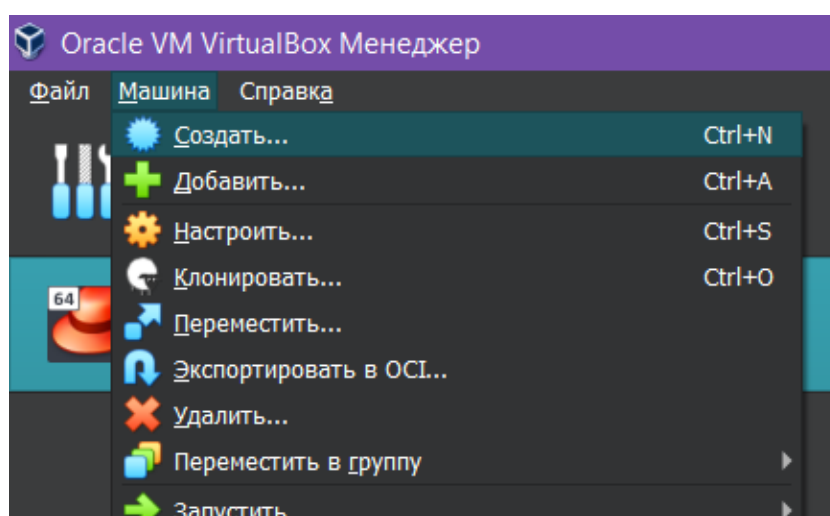 Oracle VM VirtualBox Менеджер
Файл Машина Справка
Создать... Ctrl+N
Добавить... Ctrl+A
Настроить... Ctrl+S
Клонировать... Ctrl+O
64
Переместить...
Экспортировать в OCI...
Удалить...
Переместить в группу
Запустить